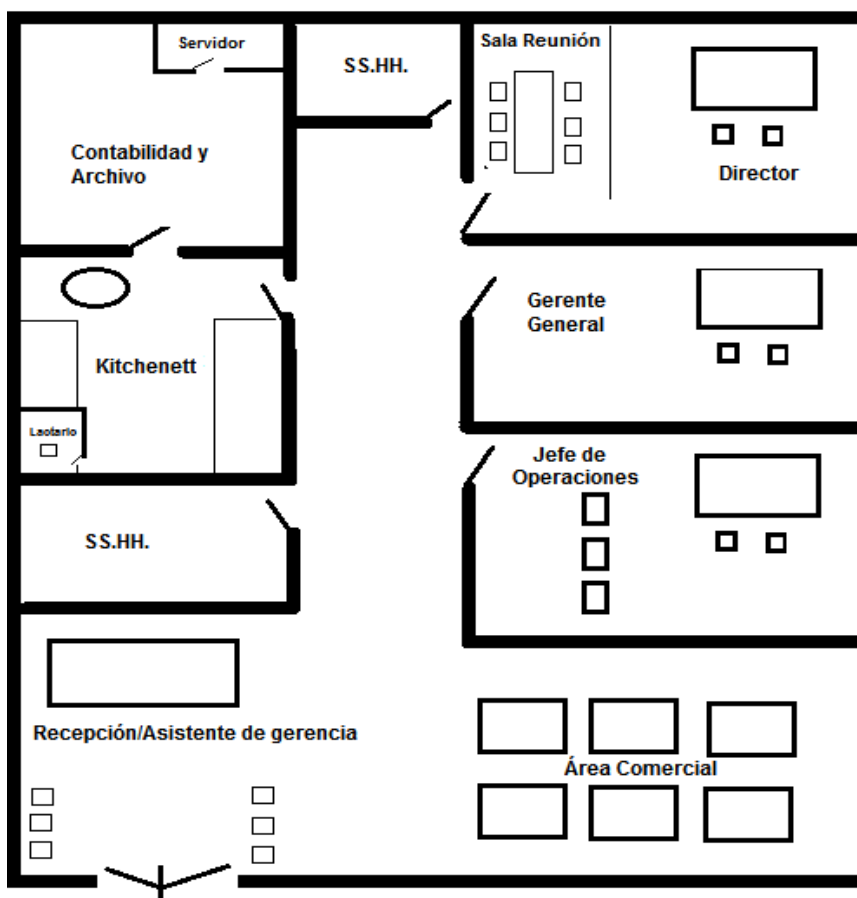 Servidor
SS.HH.
Sala Reunión
Contabilidad y
Archivo
Director
Gerente
General
Kitchenett
Laotario
Jefe de
Operaciones
SS.HH.
Recepción/Asistente de gerencia
Área Comercial